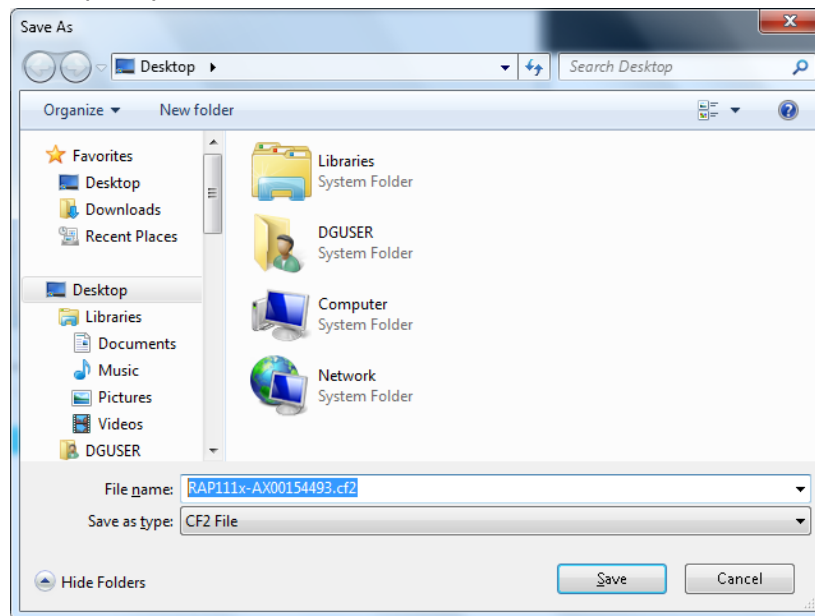 Save As
Desktop
Search Desktop
Organize New folder
Favorites
Desktop
Downloads
Recent Places
Desktop
Libraries
Documents
Music
Pictures
Videos
DGUSER
Libraries
System Folder
DGUSER
System Folder
Computer
System Folder
Network
System Folder
File name: RAP111x-AX00154493.cf2
Save as type: CF2 File
Hide Folders
Save
Cancel